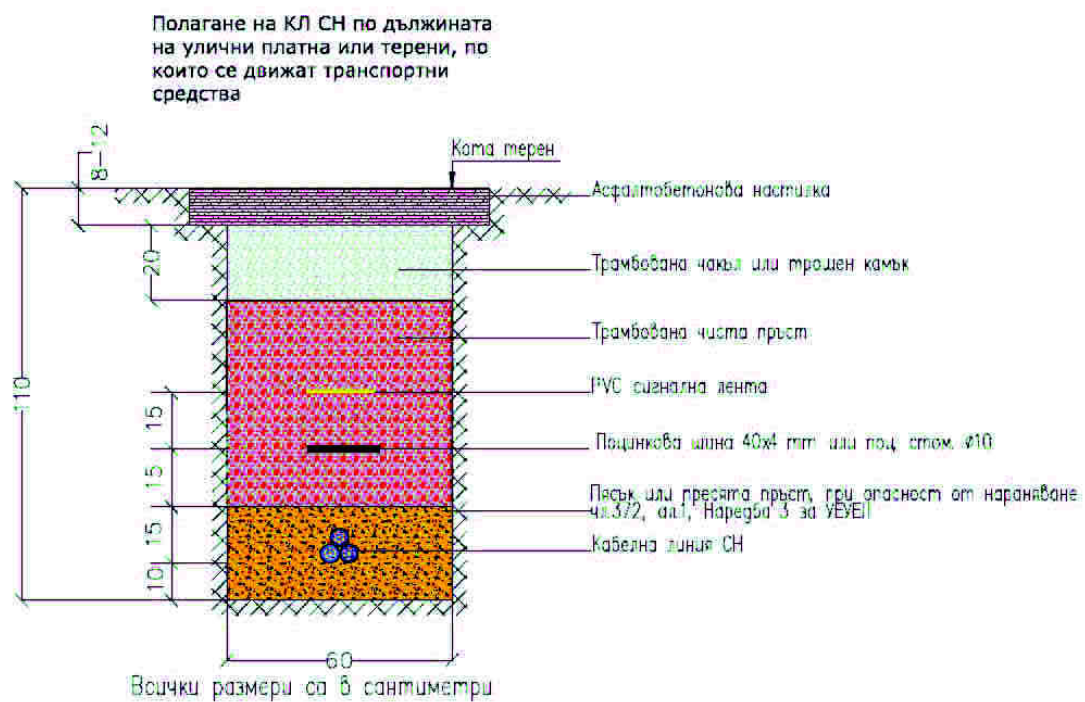 Полагане на КЛ СН по дължината
на улични платна или терени, по
които се движат транспортни
средства
8-12
Кота терен
Асфалтобетонова настилка
20
Трамбована чакъл или трошен камък
Трамбована чиста пръст
110
PVC сигнална лента
15
Поцинкова шина 40x4 mm или поц. стом. ø10
15
Пясък или пресята пръст, при опасност от нараняване
чл.372, ал.1, Наредба 3 за УЕУЕЛ
15
Кабелна линия СН
10
60
Всички размери са в сантиметри